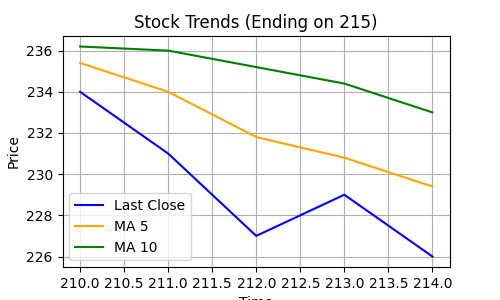 Stock Trends (Ending on 215)
Price
236
234
232
230
228
226
Last Close
MA 5
MA 10
210.0 210.5 211.0 211.5 212.0 212.5 213.0 213.5 214.0
Time